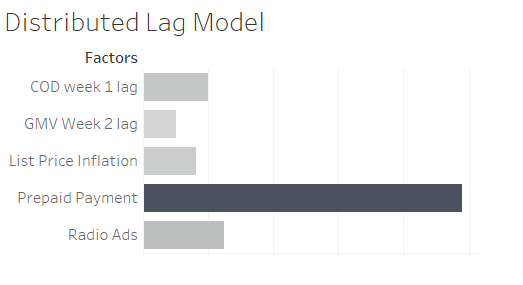 Distributed Lag Model
Factors
COD week 1 lag
GMV Week 2 lag
List Price Inflation
Prepaid Payment
Radio Ads